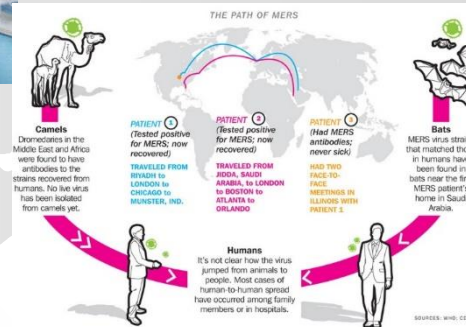 THE PATH OF MERS
Camels
Dromedaries in the
Middle East and Africa
were found to have
antibodies to the
strains recovered from
humans. No live virus
has been isolated
from camels yet.
PATIENT 1
(Tested positive
for MERS; now
recovered)
TRAVELED FROM
RIYADH to
LONDON to
CHICAGO to
MUNSTER, IND.
PATIENT 2
(Tested positive
for MERS; now
recovered)
TRAVELED FROM
JIDDA, SAUDI
ARABIA, to LONDON
to BOSTON to
ATLANTA to
ORLANDO
PATIENT 3
(Had MERS
antibodies;
never sick)
HAD TWO
FACE-TO-
FACE
MEETINGS IN
ILLINOIS WITH
PATIENT 1
Bats
MERS virus strai
that matched tho
in humans have
been found in
bats near the fir
MERS patient's
home in Saudi
Arabia.
Humans
It's not clear how the virus
jumped from animals to
people. Most cases of
human-to-human spread
have occurred among family
members or in hospitals.
SOURCES: WHO; CD